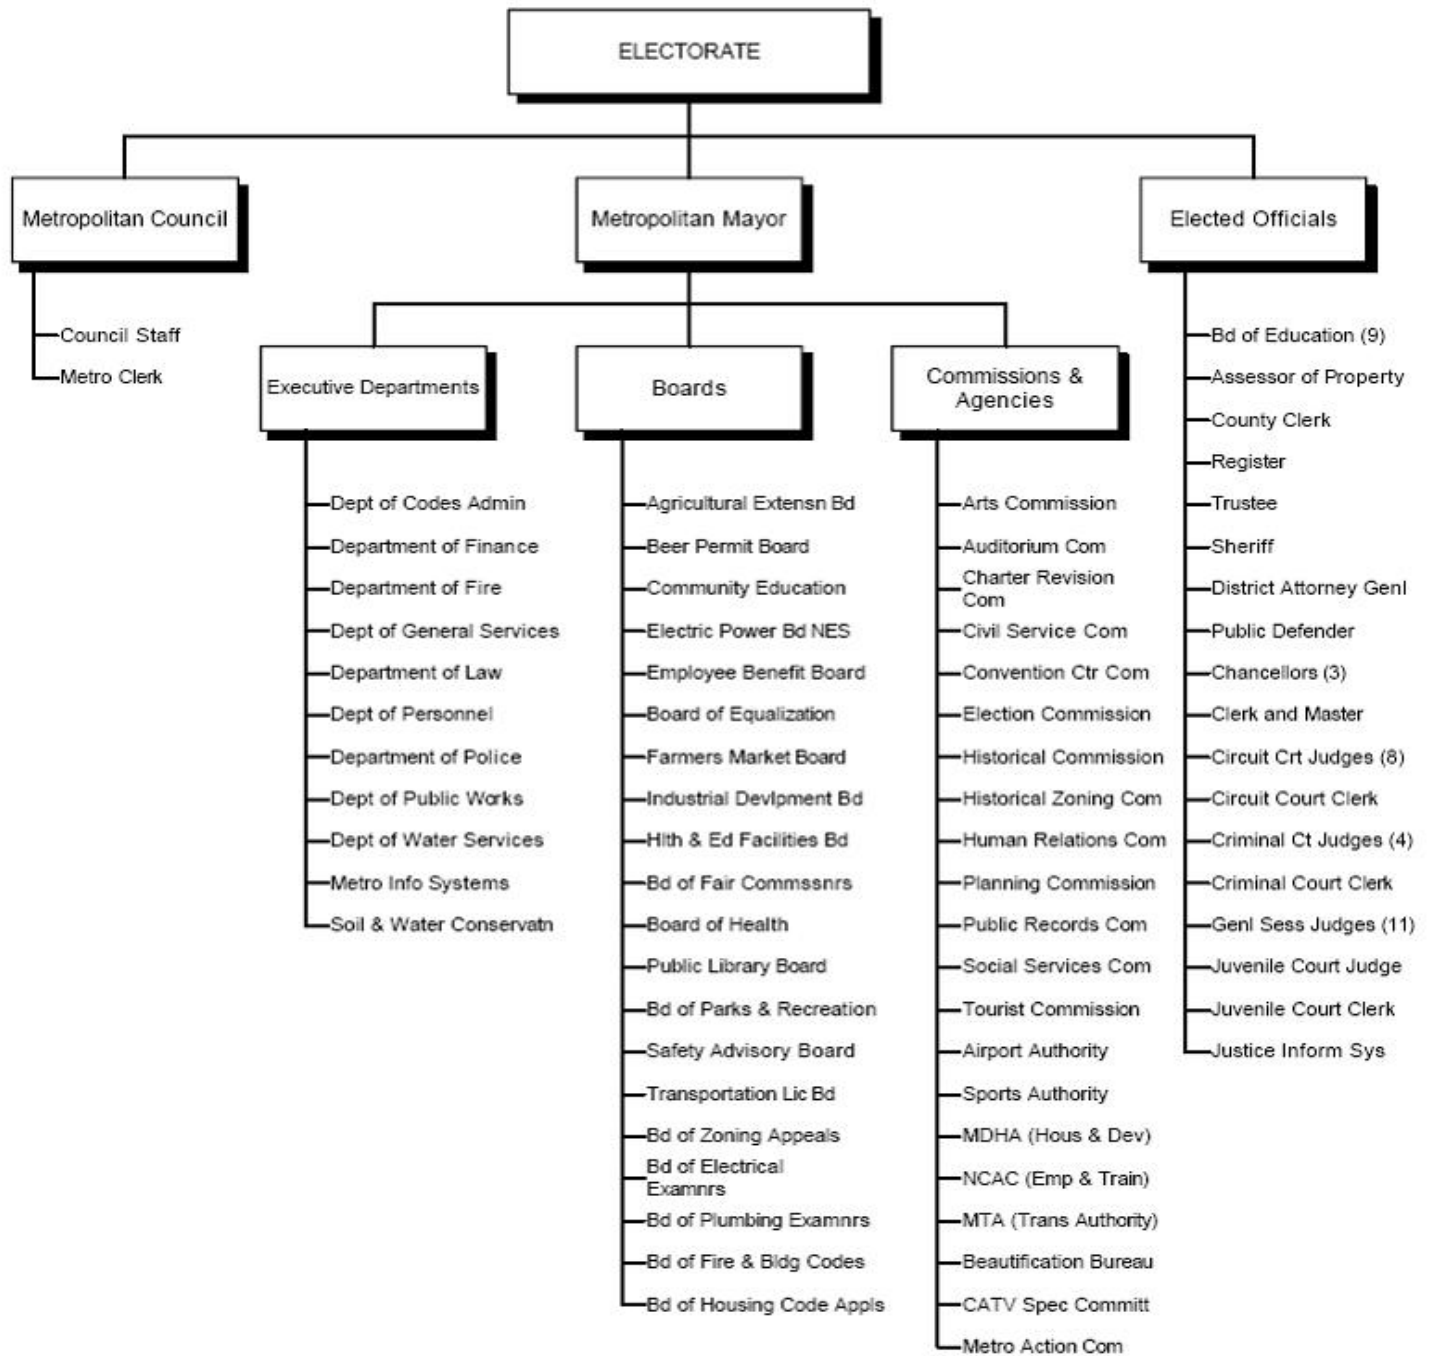 ELECTORATE
Metropolitan Council
Metropolitan Mayor
Elected Officials
Council Staff
Metro Clerk
Executive Departments
Boards
Commissions &
Agencies
Dept of Codes Admin
Department of Finance
Department of Fire
Dept of General Services
Department of Law
Dept of Personnel
Department of Police
Dept of Public Works
Dept of Water Services
Metro Info Systems
Soil & Water Conservatn
Agricultural Extensn Bd
Beer Permit Board
Community Education
Electric Power Bd NES
Employee Benefit Board
Board of Equalization
Farmers Market Board
Industrial Devlpment Bd
Hlth & Ed Facilities Bd
Bd of Fair Commssnrs
Board of Health
Public Library Board
Bd of Parks & Recreation
Safety Advisory Board
Transportation Lic Bd
Bd of Zoning Appeals
Bd of Electrical
Examnrs
Bd of Plumbing Examnrs
Bd of Fire & Bldg Codes
Bd of Housing Code Appls
Arts Commission
Auditorium Com
Charter Revision
Com
Civil Service Com
Convention Ctr Com
Election Commission
Historical Commission
Historical Zoning Com
Human Relations Com
Planning Commission
Public Records Com
Social Services Com
Tourist Commission
Airport Authority
Sports Authority
MDHA (Hous & Dev)
NCAC (Emp & Train)
MTA (Trans Authority)
Beautification Bureau
CATV Spec Committ
Metro Action Com
Bd of Education (9)
Assessor of Property
County Clerk
Register
Trustee
Sheriff
District Attorney Genl
Public Defender
Chancellors (3)
Clerk and Master
Circuit Crt Judges (8)
Circuit Court Clerk
Criminal Ct Judges (4)
Criminal Court Clerk
Genl Sess Judges (11)
Juvenile Court Judge
Juvenile Court Clerk
Justice Inform Sys